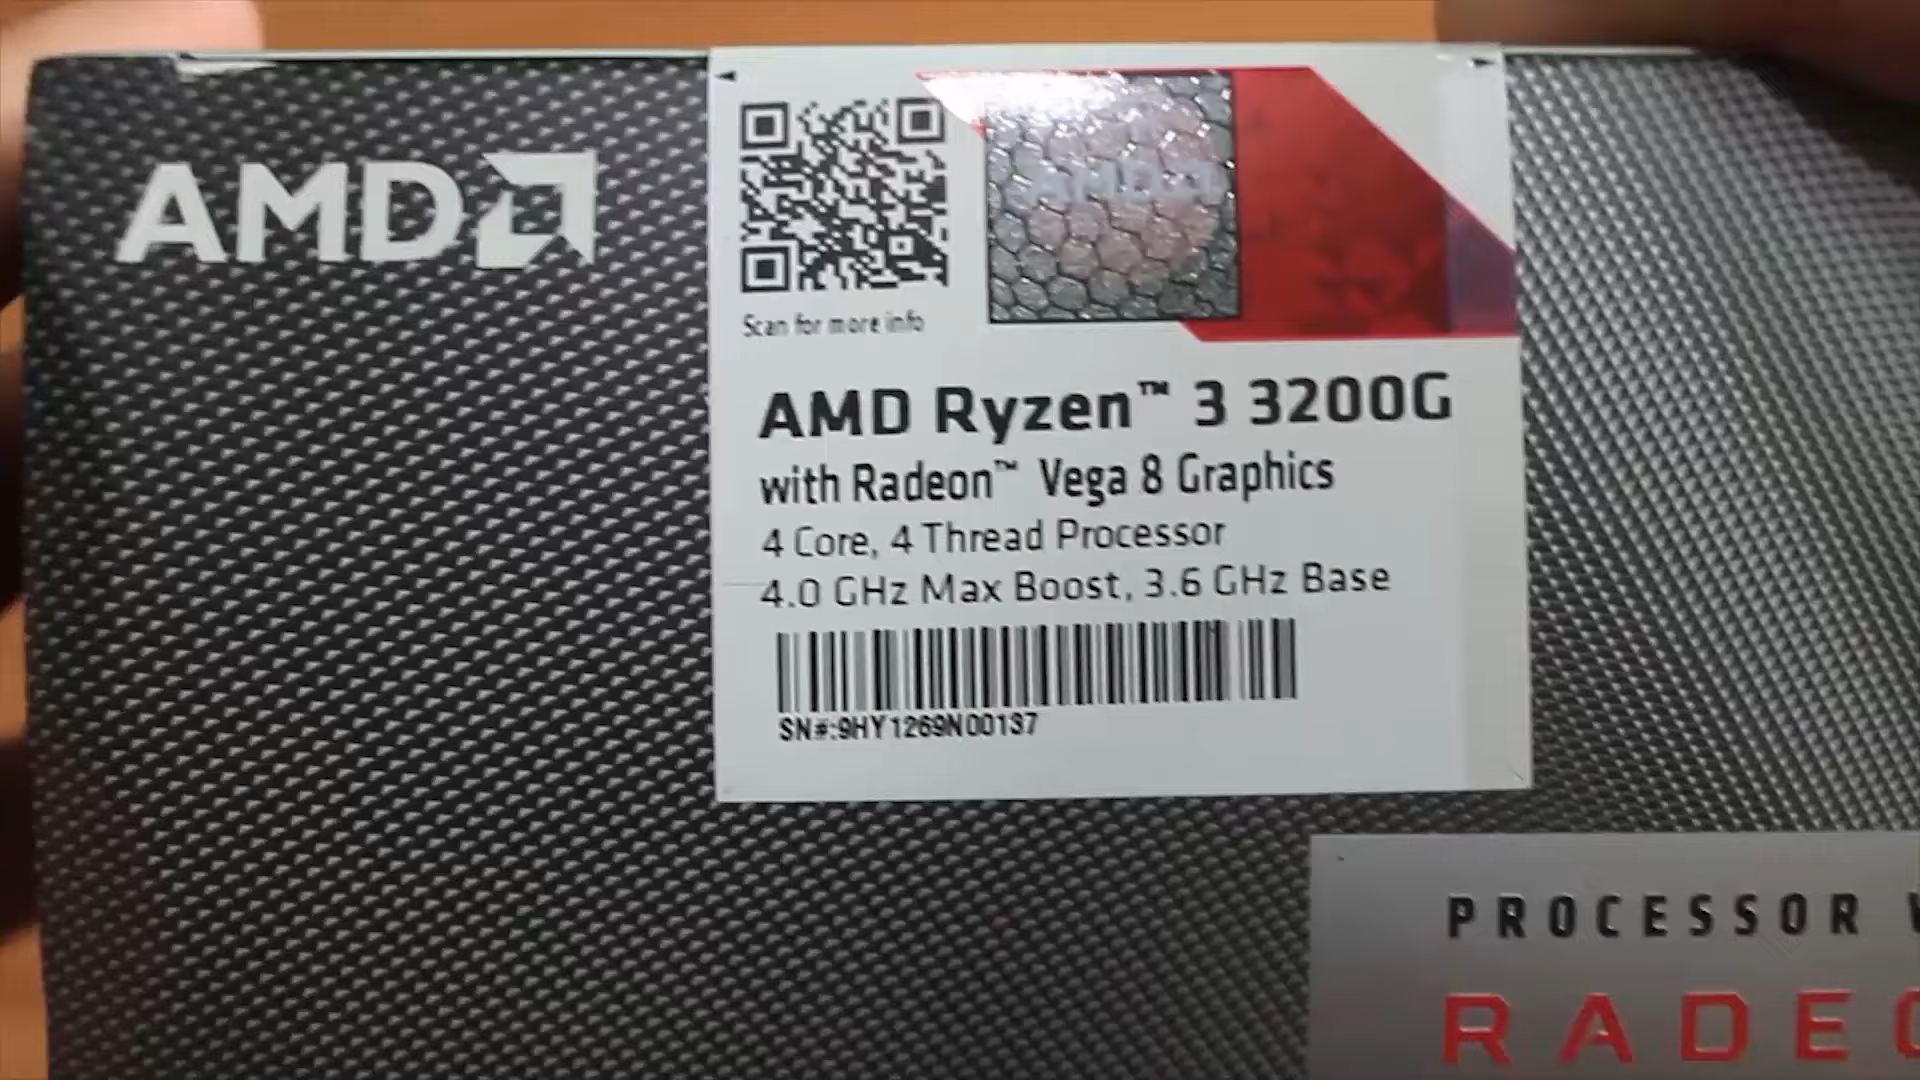 AMD
Scan for more info
AMD
AMD Ryzen™ 3 3200G
with Radeon™ Vega 8 Graphics
4 Core, 4 Thread Processor
4.0 GHz Max Boost, 3.6 GHz Base
SN#:9HY1269N00137
PROCESSOR